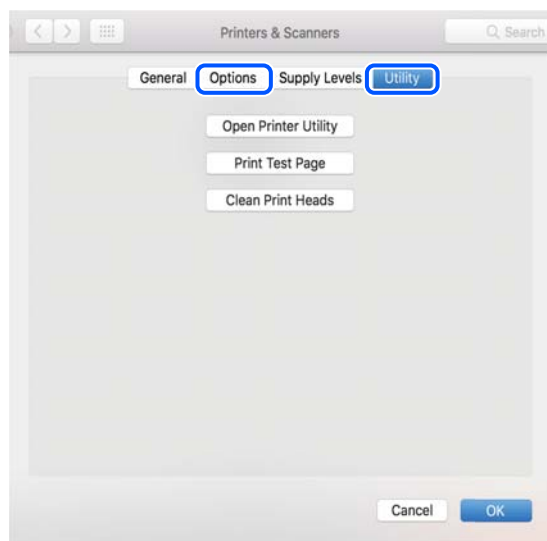 Printers & Scanners Search
General Options Supply Levels Utility
Open Printer Utility
Print Test Page
Clean Print Heads
Cancel OK